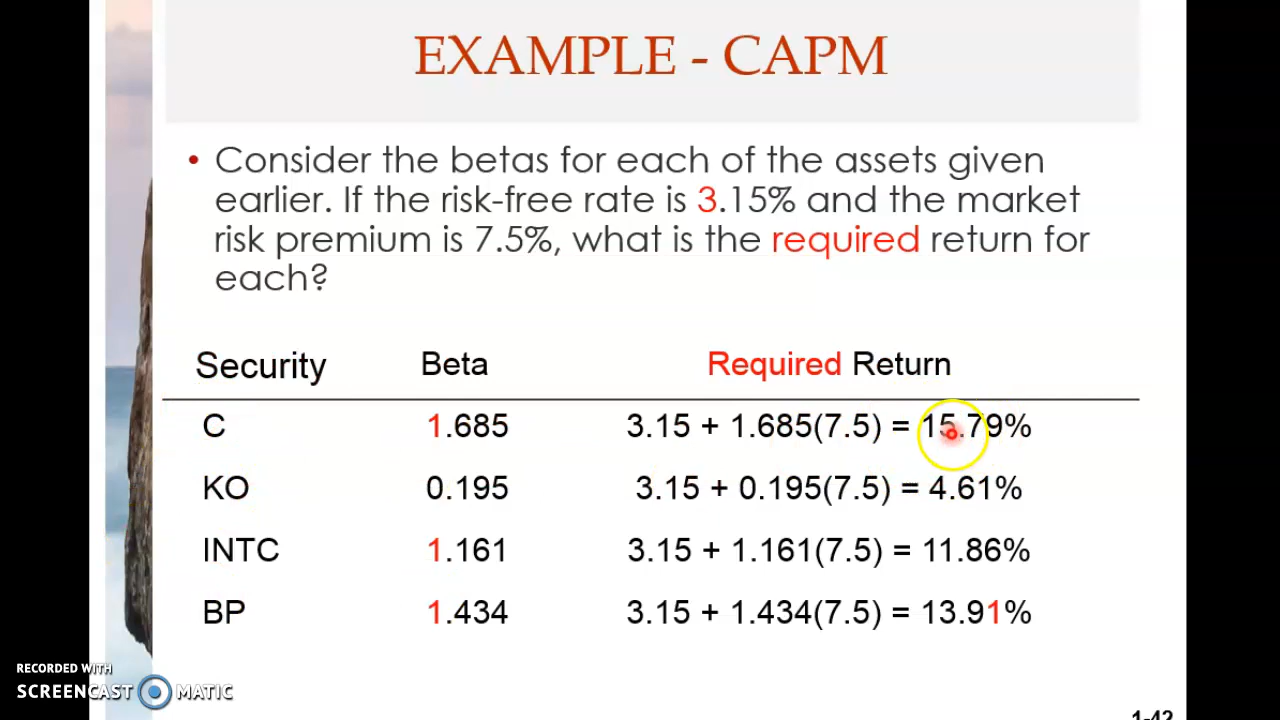 EXAMPLE - CAPM
• Consider the betas for each of the assets given
earlier. If the risk-free rate is 3.15% and the market
risk premium is 7.5%, what is the required return for
each?
Security Beta Required Return
C 1.685 3.15 + 1.685(7.5) = 15.79%
KO 0.195 3.15 + 0.195(7.5) = 4.61%
INTC 1.161 3.15 + 1.161(7.5) = 11.86%
BP 1.434 3.15 + 1.434(7.5) = 13.91%
RECORDED WITH
SCREENCAST MATIC
1-42